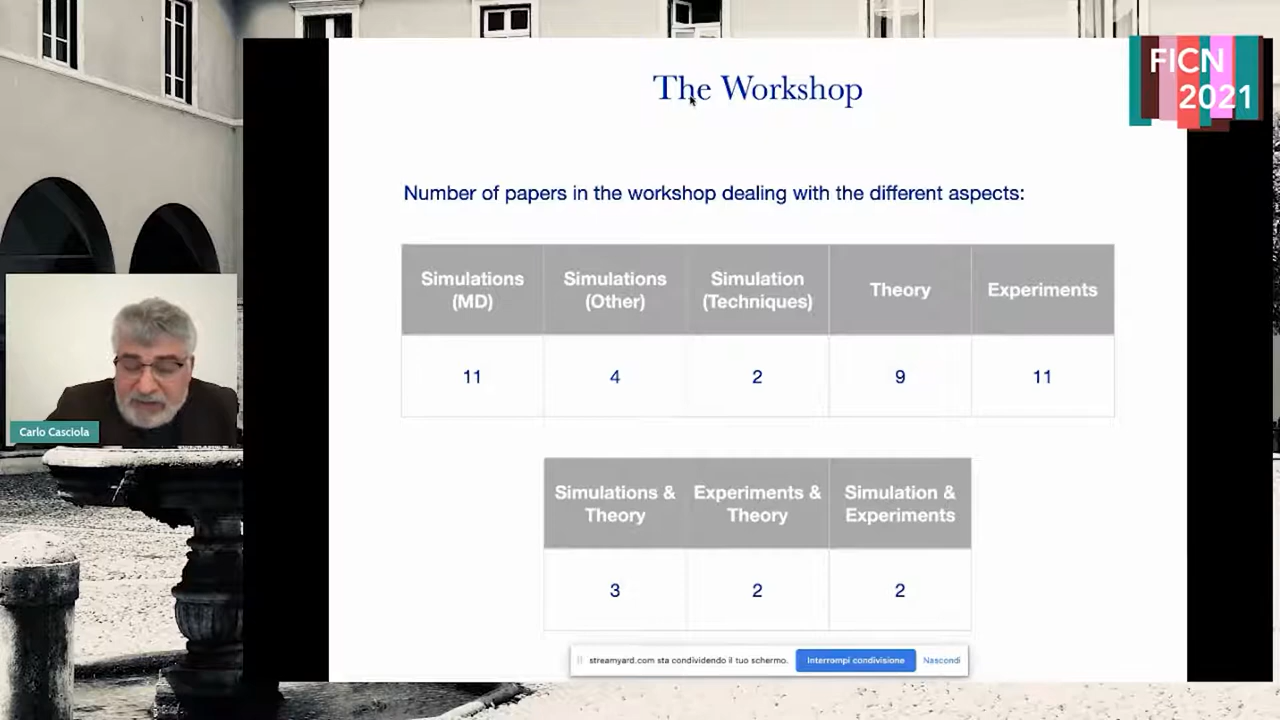 The Workshop
FICN
2021
Number of papers in the workshop dealing with the different aspects:
Simulations (MD)
Simulations (Other)
Simulation (Techniques)
Theory
Experiments
11
4
2
9
11
Carlo Casciola
Simulations & Theory
Experiments & Theory
Simulation & Experiments
3
2
2
streamyard.com sta condividendo il tuo schermo.
Interrompi condivisione
Nascondi